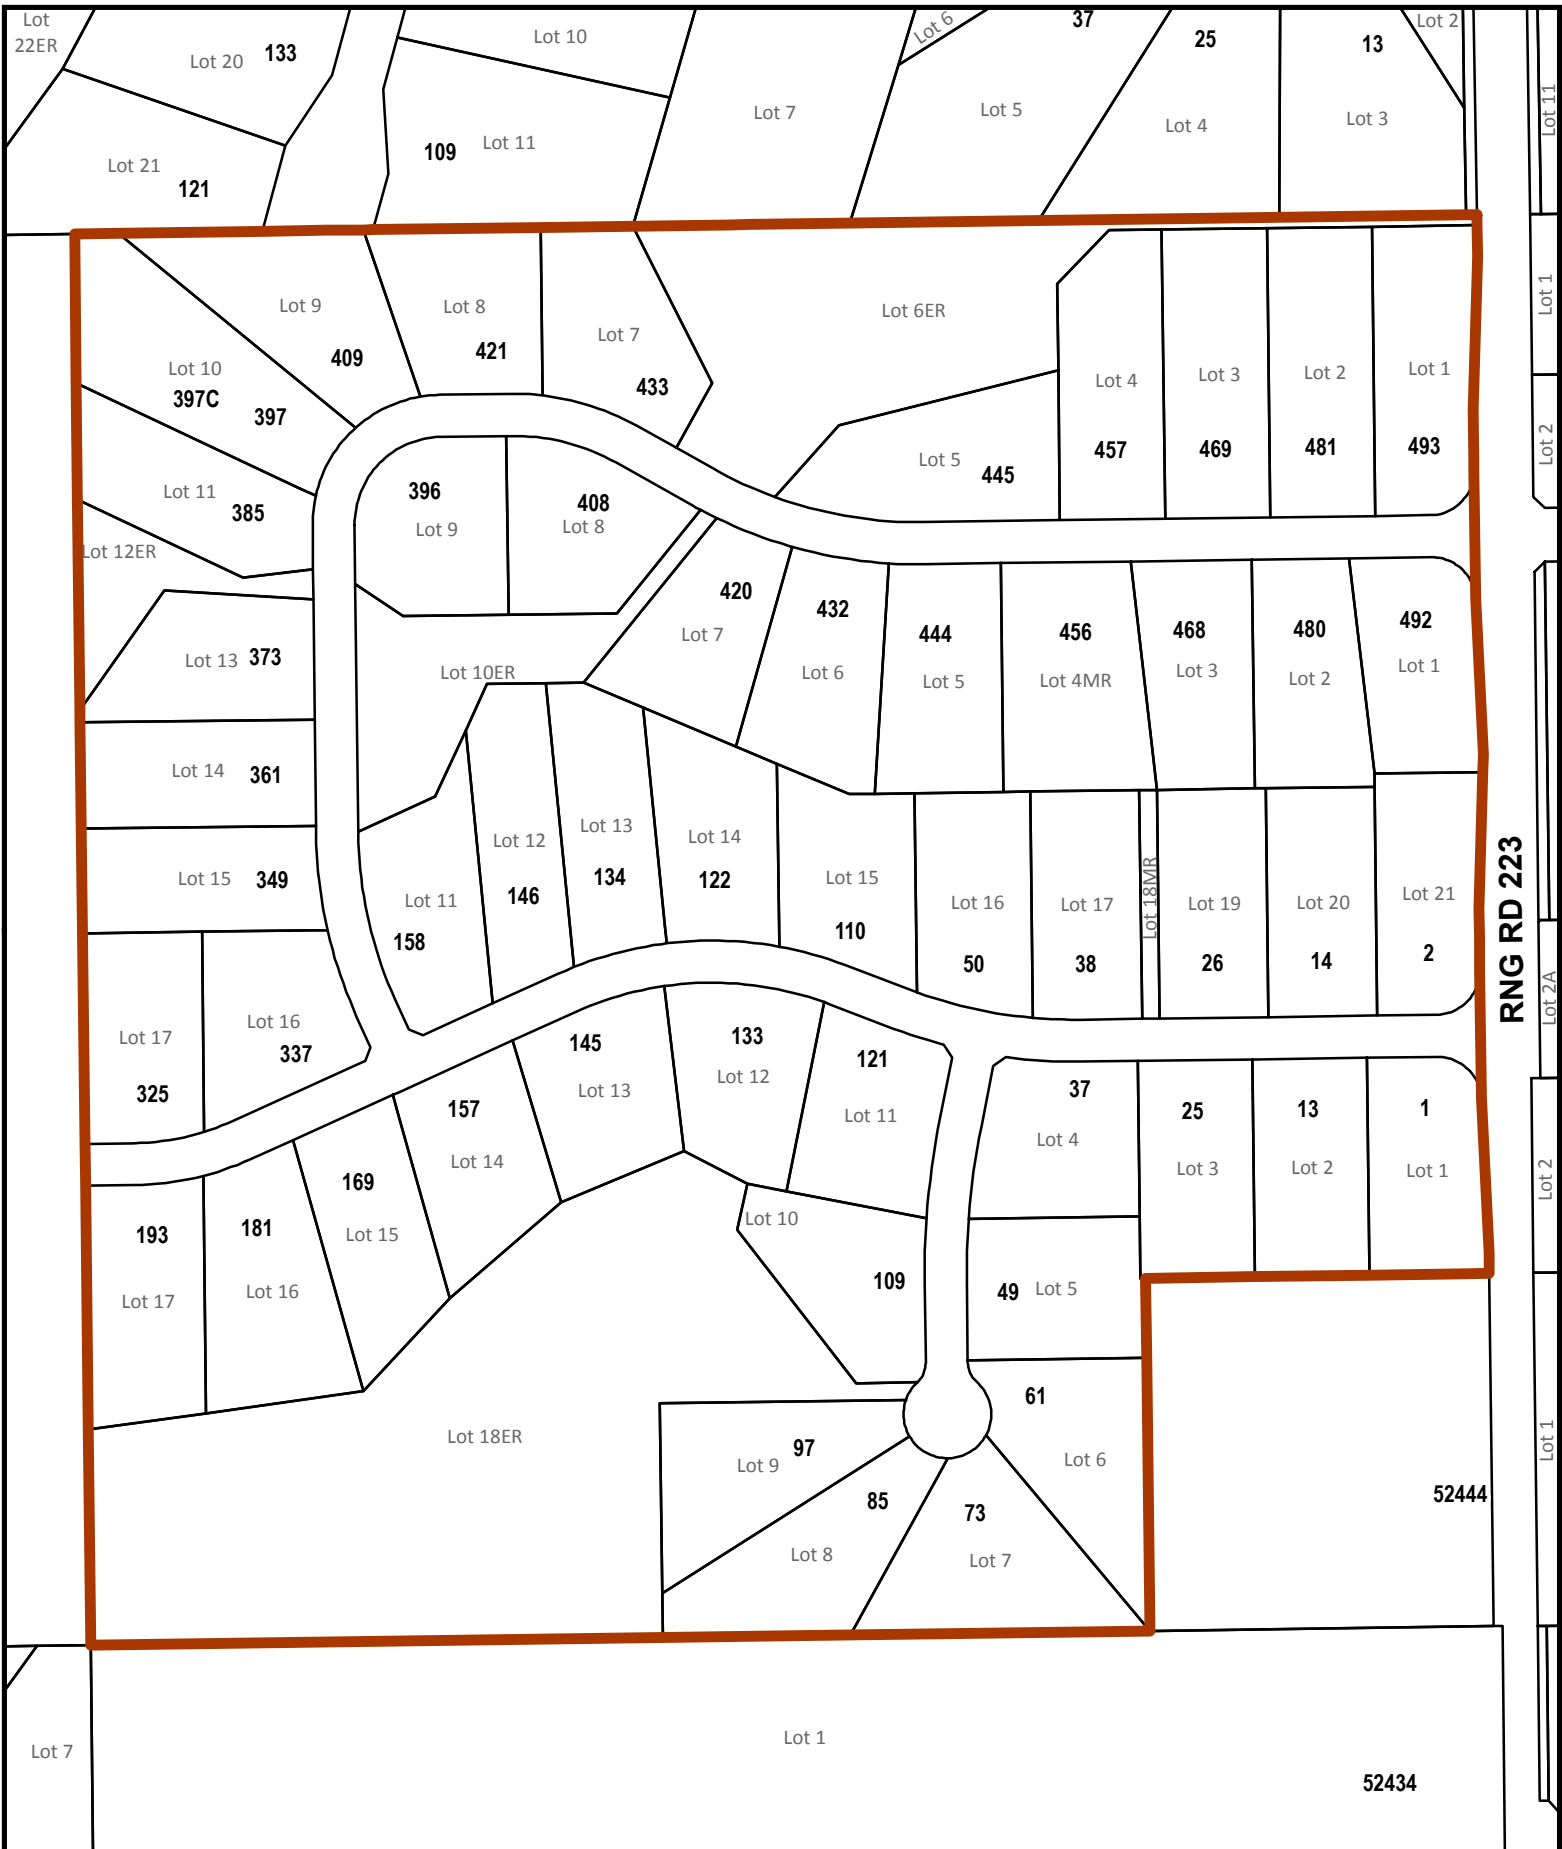 Lot
22ER
Lot 20 133
Lot 10
Lot 6
37
25
13
Lot 2
Lot 21
121
109 Lot 11
Lot 7
Lot 5
Lot 4
Lot 3
Lot 11
Lot 9
409
Lot 8
421
Lot 7
433
Lot 6ER
Lot 1
Lot 10
397C 397
Lot 4
457
Lot 3
469
Lot 2
481
Lot 1
493
Lot 2
Lot 5 445
Lot 11
385
396
Lot 9
408
Lot 8
Lot 12ER
420
Lot 7
432
Lot 6
444
Lot 5
456
Lot 4MR
468
Lot 3
480
Lot 2
492
Lot 1
Lot 13 373
Lot 10ER
Lot 14 361
Lot 15 349
Lot 11
158
Lot 12
146
Lot 13
134
Lot 14
122
Lot 15
110
Lot 16
50
Lot 17
38
Lot 18MR
Lot 19
26
Lot 20
14
Lot 21
2
RNG RD 223
Lot 2A
Lot 17
325
Lot 16
337
145
Lot 13
133
Lot 12
121
Lot 11
37
Lot 4
25
Lot 3
13
Lot 2
1
Lot 1
Lot 2
157
Lot 14
169
Lot 15
181
Lot 16
193
Lot 17
Lot 10
109
49 Lot 5
61
Lot 6
Lot 18ER
97
Lot 9
85
Lot 8
73
Lot 7
52444
Lot 1
Lot 7
Lot 1
52434